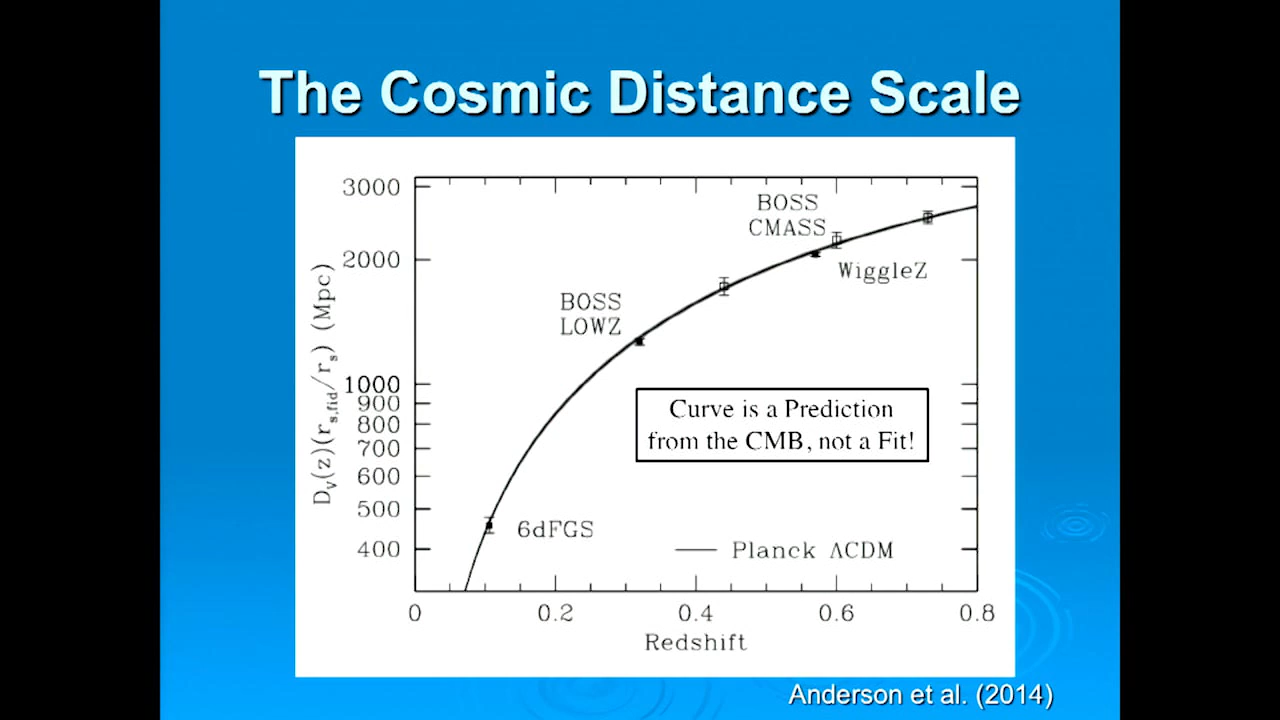 The Cosmic Distance Scale
3000
2000
1000
900
800
700
600
500
400
D_V(z)(r_s,fid/r_s) (Mpc)
BOSS
CMASS
WiggleZ
BOSS
LOWZ
Curve is a Prediction
from the CMB, not a Fit!
6dFGS
Planck ΛCDM
0 0.2 0.4 0.6 0.8
Redshift
Anderson et al. (2014)